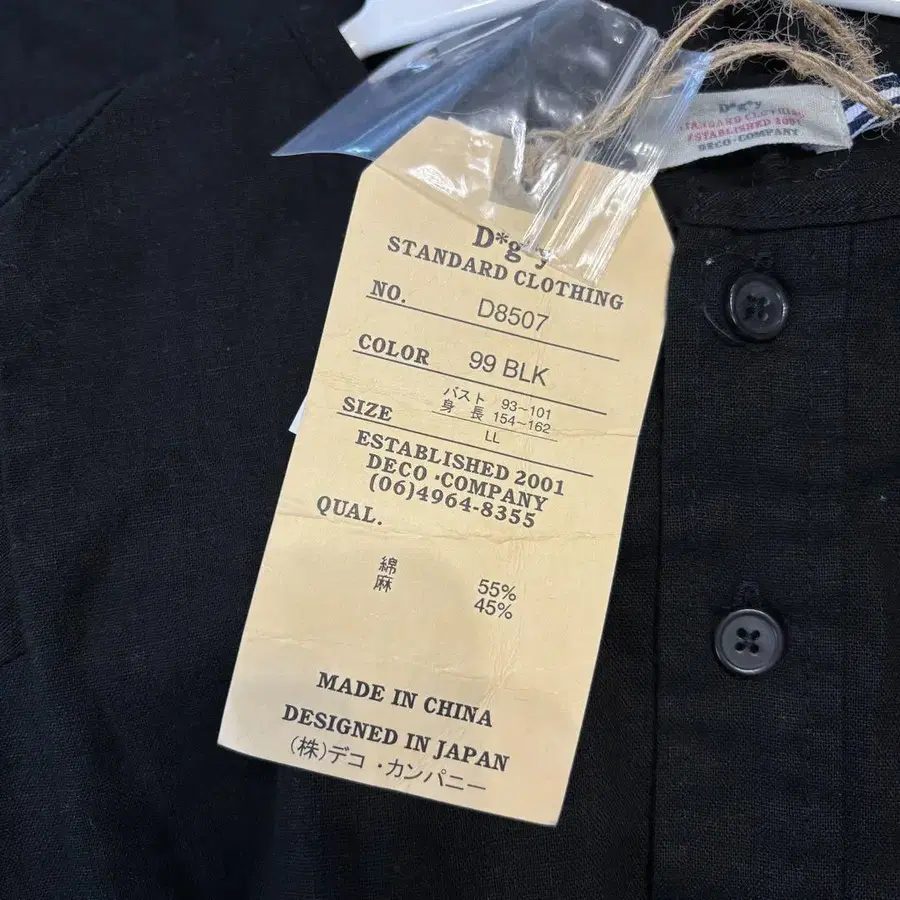 D*g*y
STANDARD CLOTHING
ESTABLISHED 2001
DECO·COMPANY
D*g*y
STANDARD CLOTHING
NO. D8507
COLOR 99 BLK
バスト 93~101
身長 154~162
SIZE LL
ESTABLISHED 2001
DECO·COMPANY
(06)4964-8355
QUAL.
綿 55%
麻 45%
MADE IN CHINA
DESIGNED IN JAPAN
(株)デコ・カンパニー